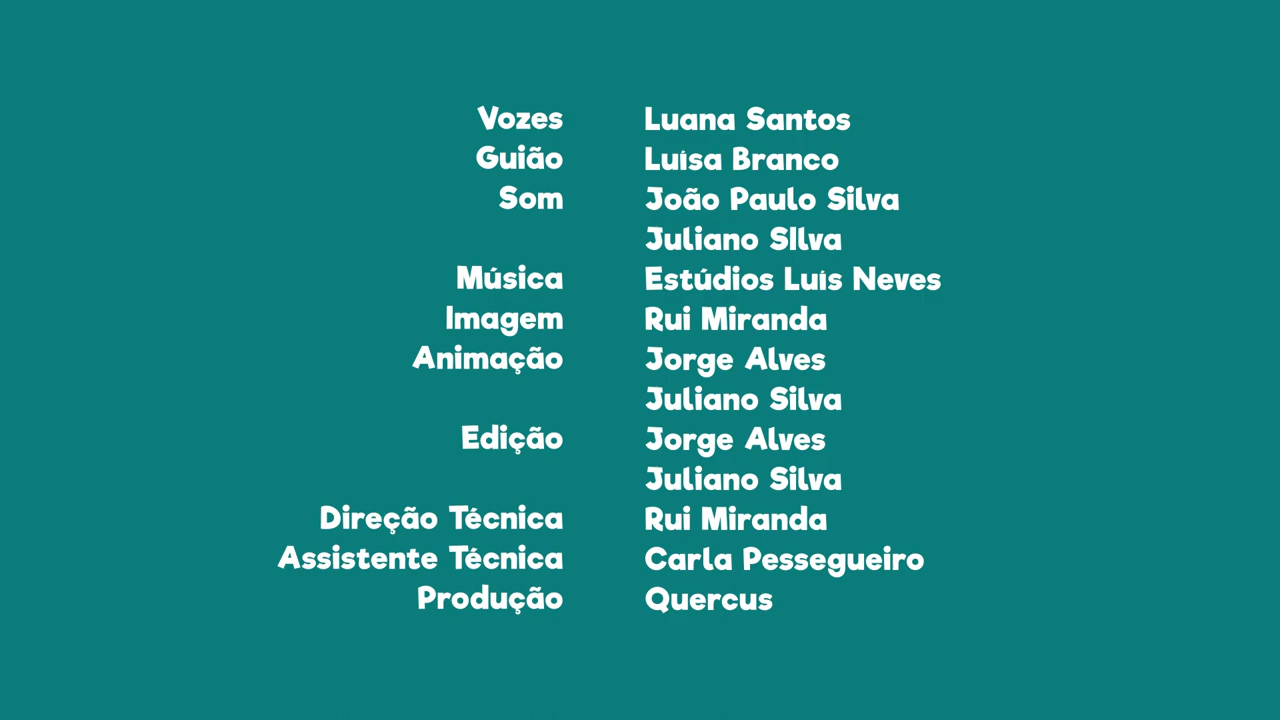 Vozes Luana Santos
Guião Luísa Branco
Som João Paulo Silva
Juliano SIlva
Música Estúdios Luís Neves
Imagem Rui Miranda
Animação Jorge Alves
Juliano Silva
Edição Jorge Alves
Juliano Silva
Direção Técnica Rui Miranda
Assistente Técnica Carla Pessegueiro
Produção Quercus